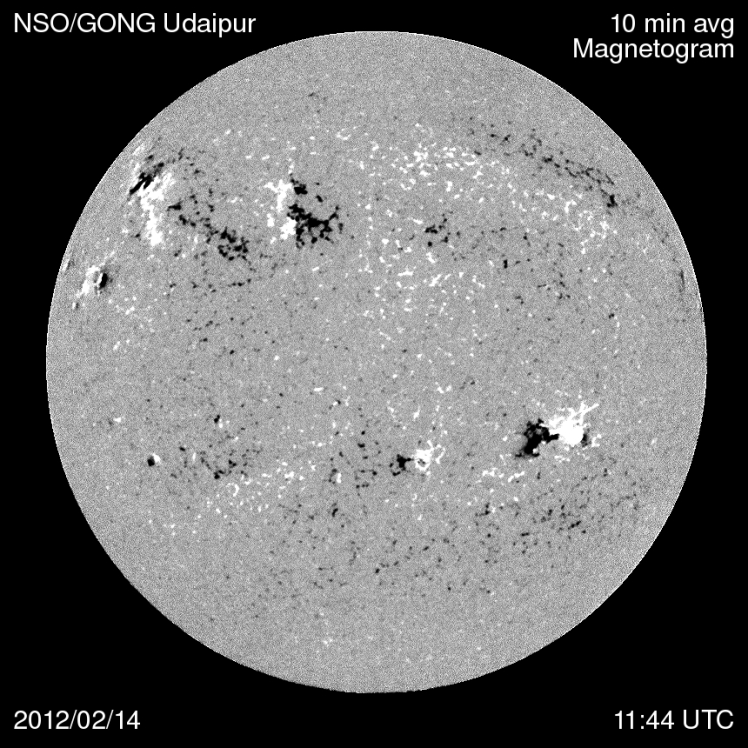 NSO/GONG Udaipur
10 min avg
Magnetogram
2012/02/14
11:44 UTC